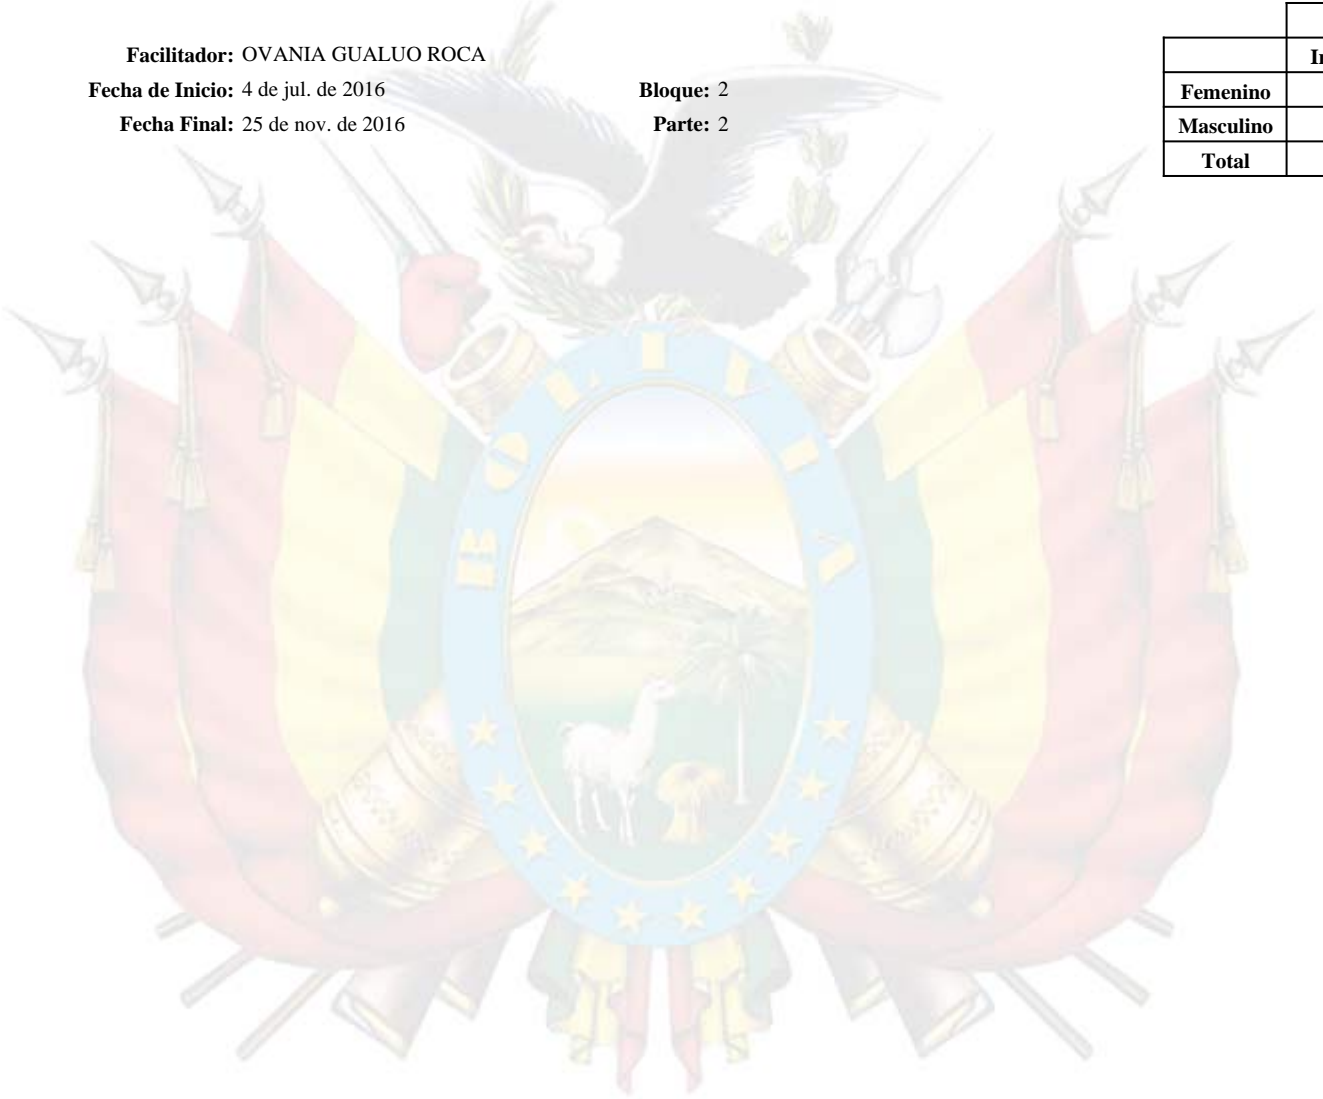 Facilitador: OVANIA GUALUO ROCA
Fecha de Inicio: 4 de jul. de 2016 Bloque: 2
Fecha Final: 25 de nov. de 2016 Parte: 2
Femenino
Masculino
Total
BOLIVIA